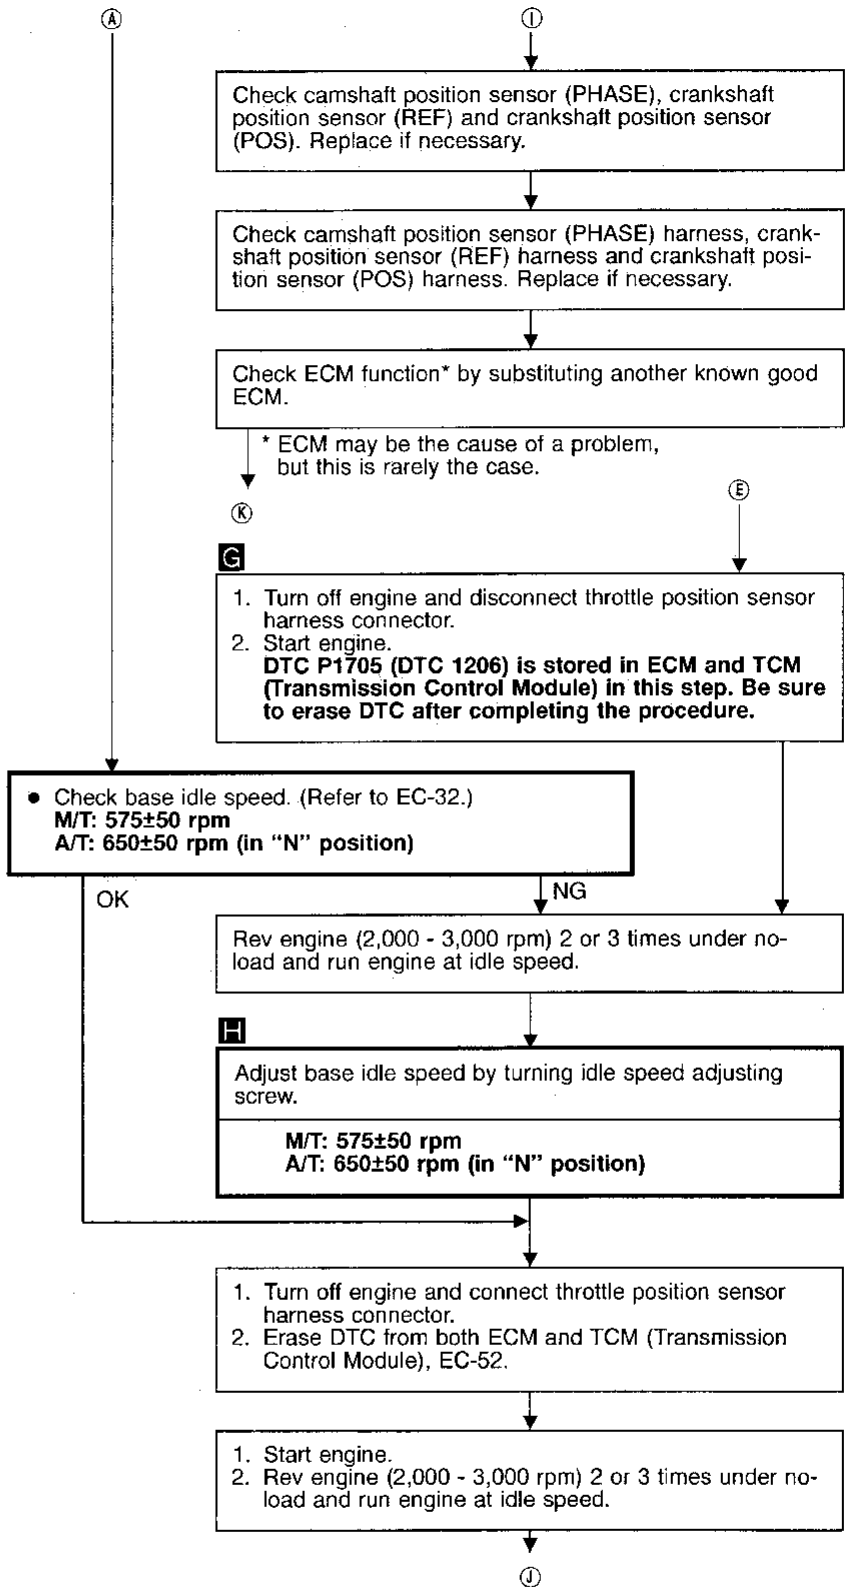 Ⓐ
Ⓘ
Check camshaft position sensor (PHASE), crankshaft
position sensor (REF) and crankshaft position sensor
(POS). Replace if necessary.
Check camshaft position sensor (PHASE) harness, crank-
shaft position sensor (REF) harness and crankshaft posi-
tion sensor (POS) harness. Replace if necessary.
Check ECM function* by substituting another known good
ECM.
* ECM may be the cause of a problem,
but this is rarely the case.
Ⓚ
Ⓔ
G
1. Turn off engine and disconnect throttle position sensor
harness connector.
2. Start engine.
DTC P1705 (DTC 1206) is stored in ECM and TCM
(Transmission Control Module) in this step. Be sure
to erase DTC after completing the procedure.
● Check base idle speed. (Refer to EC-32.)
M/T: 575±50 rpm
A/T: 650±50 rpm (in “N” position)
OK
NG
Rev engine (2,000 - 3,000 rpm) 2 or 3 times under no-
load and run engine at idle speed.
H
Adjust base idle speed by turning idle speed adjusting
screw.
M/T: 575±50 rpm
A/T: 650±50 rpm (in “N” position)
1. Turn off engine and connect throttle position sensor
harness connector.
2. Erase DTC from both ECM and TCM (Transmission
Control Module), EC-52.
1. Start engine.
2. Rev engine (2,000 - 3,000 rpm) 2 or 3 times under no-
load and run engine at idle speed.
Ⓙ